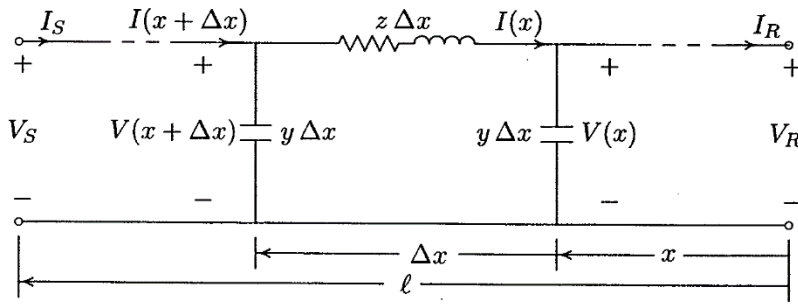 I_S I(x + Δx) z Δx I(x) I_R
+ + + +
V_S V(x + Δx) y Δx y Δx V(x) V_R
− − − −
Δx x
ℓ